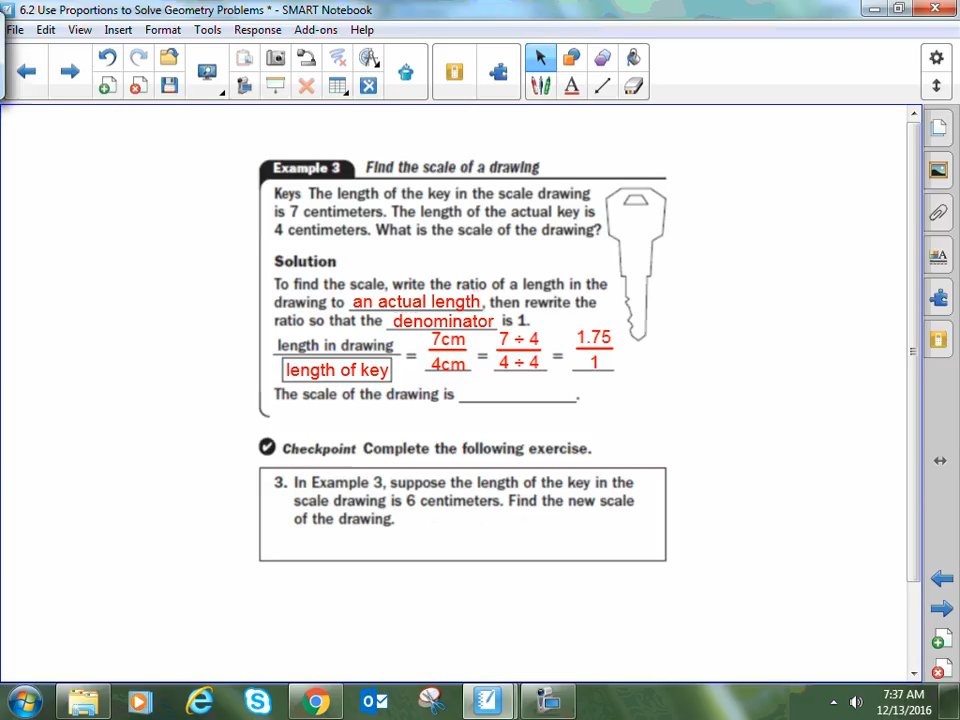 6.2 Use Proportions to Solve Geometry Problems * - SMART Notebook
File Edit View Insert Format Tools Response Add-ons Help
Example 3 Find the scale of a drawing
Keys The length of the key in the scale drawing
is 7 centimeters. The length of the actual key is
4 centimeters. What is the scale of the drawing?
Solution
To find the scale, write the ratio of a length in the
drawing to an actual length, then rewrite the
ratio so that the denominator is 1.
length in drawing 7cm 7 ÷ 4 1.75
= = =
length of key 4cm 4 ÷ 4 1
The scale of the drawing is ____________.
Checkpoint Complete the following exercise.
3. In Example 3, suppose the length of the key in the
scale drawing is 6 centimeters. Find the new scale
of the drawing.
7:37 AM
12/13/2016